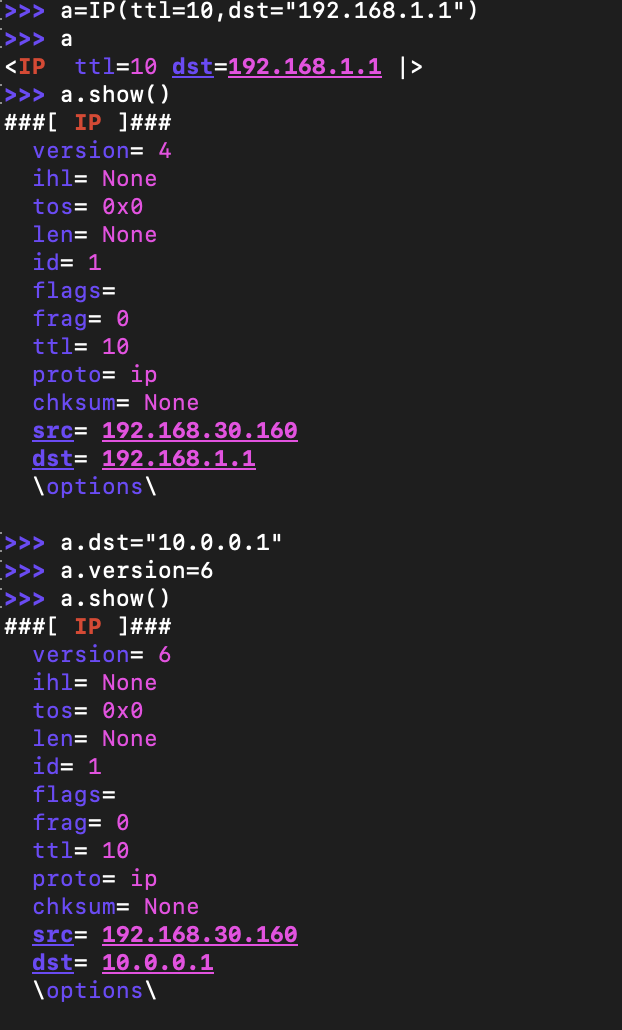 >>> a=IP(ttl=10,dst="192.168.1.1")
>>> a
<IP  ttl=10 dst=192.168.1.1 |>
>>> a.show()
###[ IP ]###
  version= 4
  ihl= None
  tos= 0x0
  len= None
  id= 1
  flags=
  frag= 0
  ttl= 10
  proto= ip
  chksum= None
  src= 192.168.30.160
  dst= 192.168.1.1
  \options\

>>> a.dst="10.0.0.1"
>>> a.version=6
>>> a.show()
###[ IP ]###
  version= 6
  ihl= None
  tos= 0x0
  len= None
  id= 1
  flags=
  frag= 0
  ttl= 10
  proto= ip
  chksum= None
  src= 192.168.30.160
  dst= 10.0.0.1
  \options\